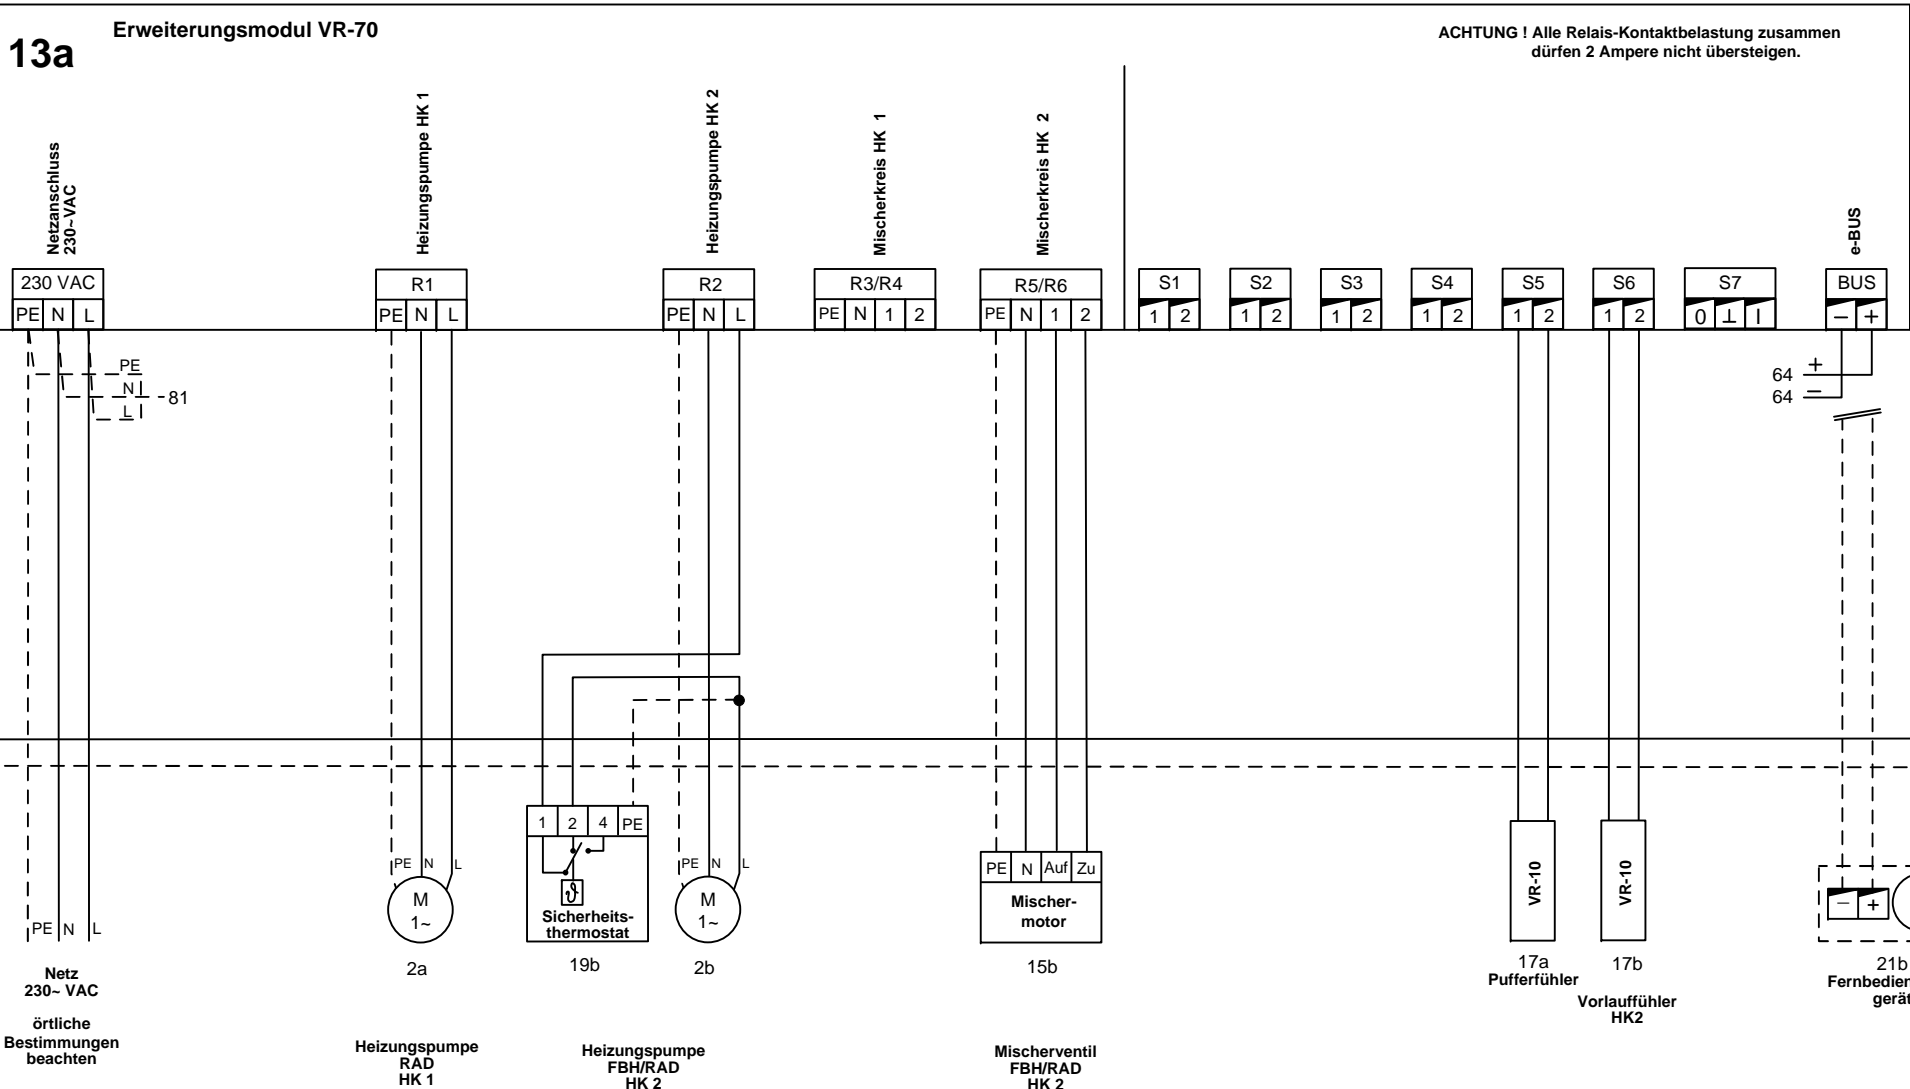 13a
Erweiterungsmodul VR-70
ACHTUNG ! Alle Relais-Kontaktbelastung zusammen
dürfen 2 Ampere nicht übersteigen.
Netzanschluss
230~VAC
Heizungspumpe HK 1
Heizungspumpe HK 2
Mischerkreis HK 1
Mischerkreis HK 2
e-BUS
230 VAC
PE N L
R1
PE N L
R2
PE N L
R3/R4
PE N 1 2
R5/R6
PE N 1 2
S1
1 2
S2
1 2
S3
1 2
S4
1 2
S5
1 2
S6
1 2
S7
0 ⊥ I
BUS
− +
PE
N
L
81
64 +
64 −
PE N L
Netz
230~ VAC
örtliche
Bestimmungen
beachten
PE N L
M
1~
2a
Heizungspumpe
RAD
HK 1
1 2 4 PE
ϑ
Sicherheits-
thermostat
19b
PE N L
M
1~
2b
Heizungspumpe
FBH/RAD
HK 2
PE N Auf Zu
Mischer-
motor
15b
Mischerventil
FBH/RAD
HK 2
VR-10
17a
Pufferfühler
VR-10
17b
Vorlauffühler
HK2
− +
21b
Fernbedien
gerät